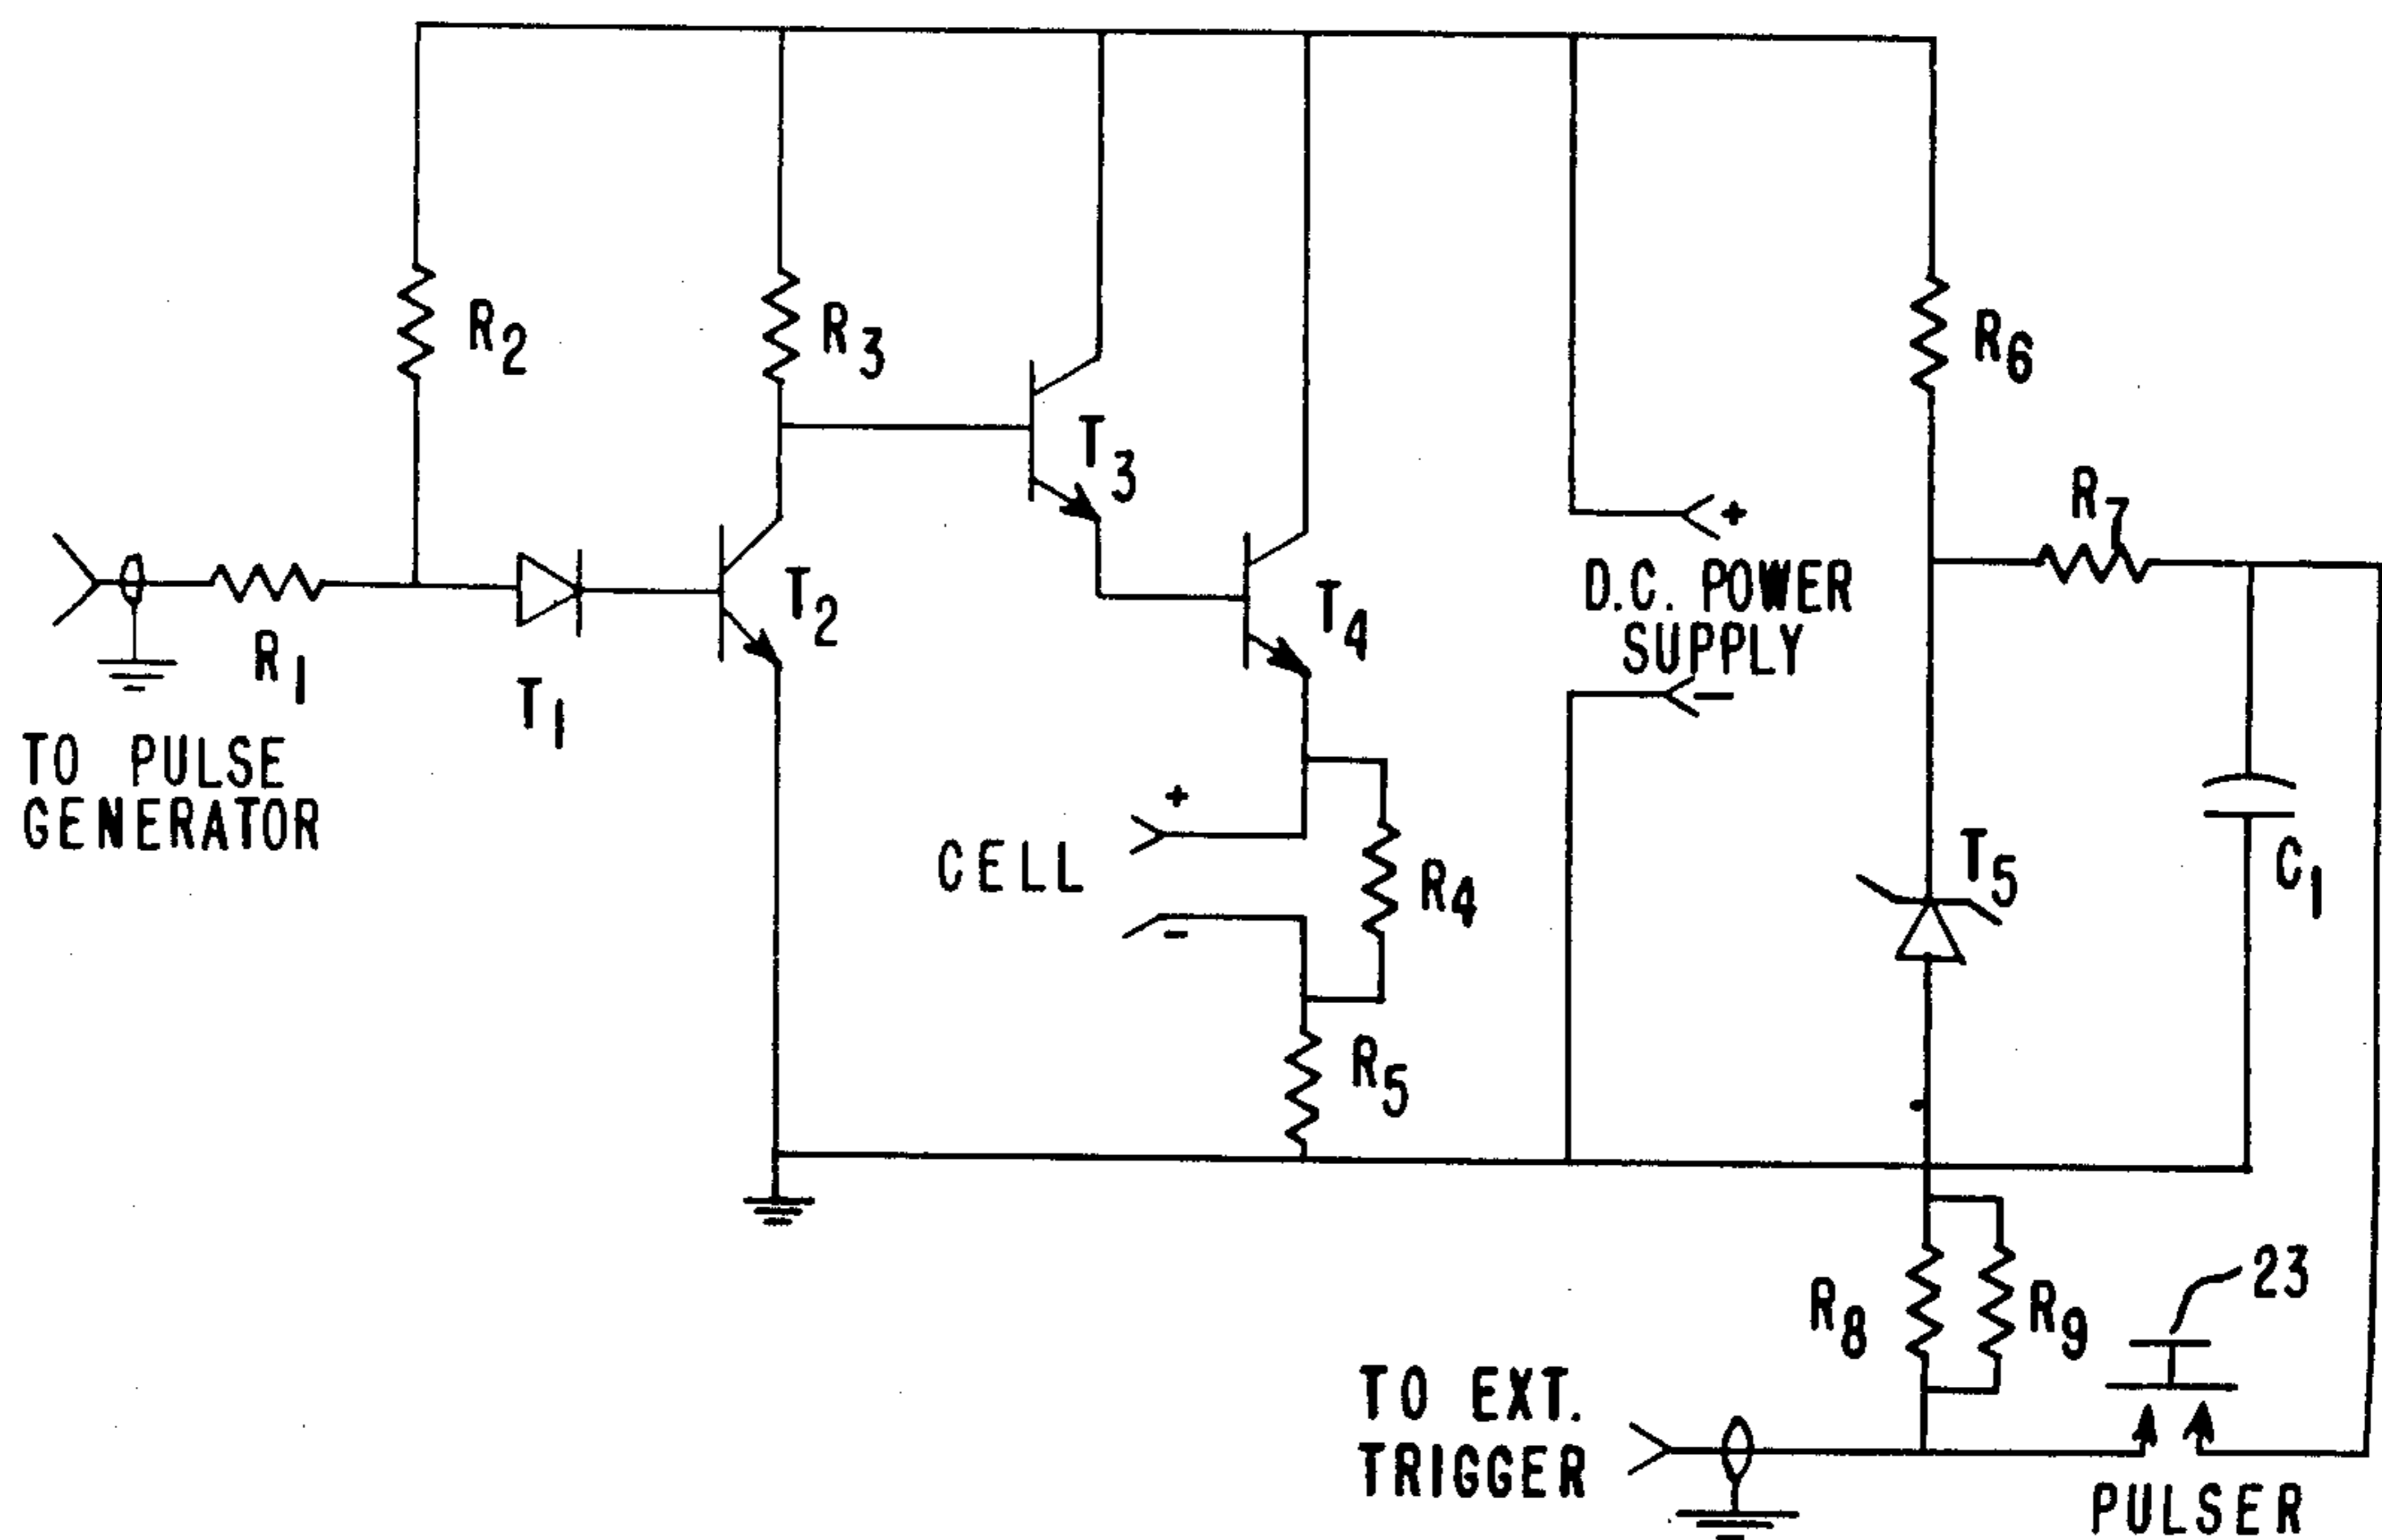 R2
R3
R6
T3
R7
D.C. POWER
SUPPLY
+
-
T2
T4
R1
T1
TO PULSE
GENERATOR
+
CELL
-
R4
T5
C1
R5
23
R8
R9
TO EXT.
TRIGGER
PULSER